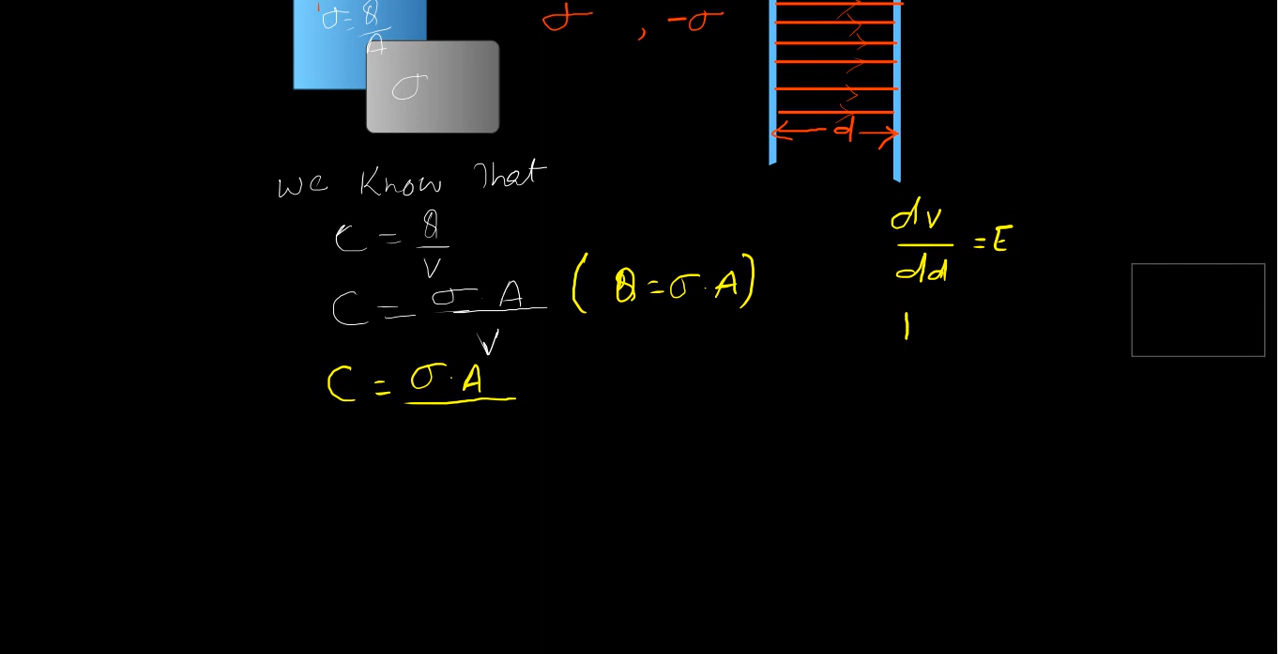 σ = Q/A
σ , -σ
σ
d
We Know That
C = Q/V
dv/dd = E
C = σ·A/V (Q = σ·A)
C = σ·A